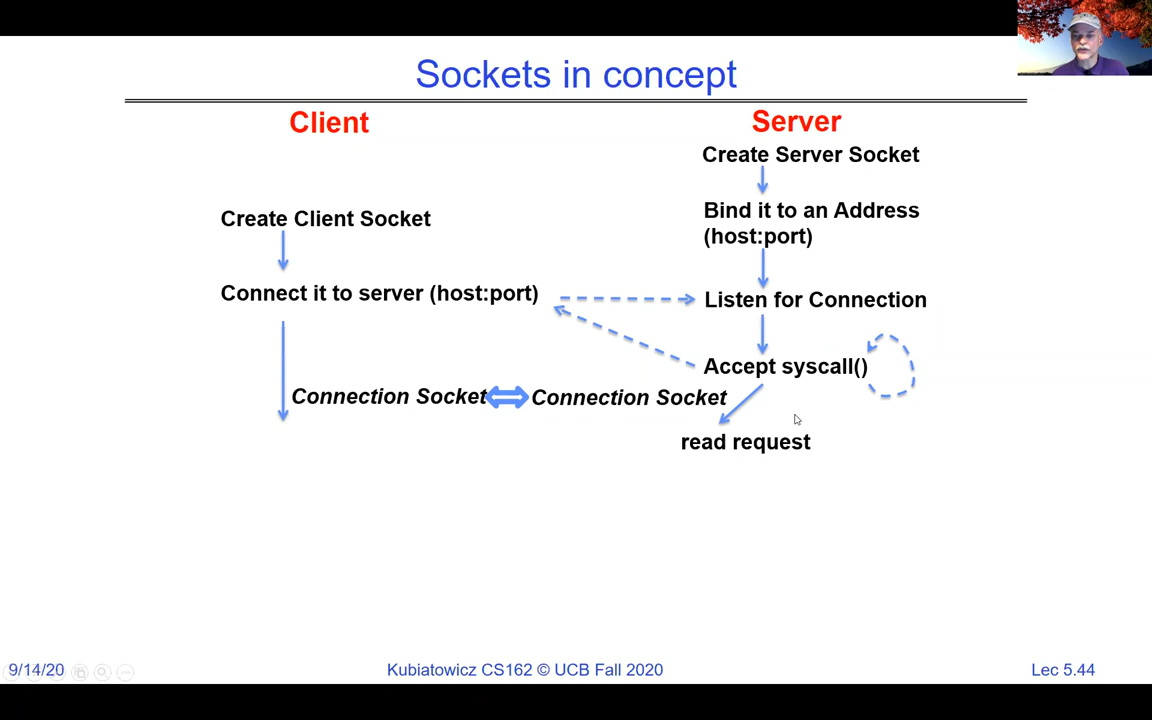 Sockets in concept
Client
Server
Create Server Socket
Bind it to an Address
(host:port)
Create Client Socket
Connect it to server (host:port)
Listen for Connection
Accept syscall()
Connection Socket
Connection Socket
read request
9/14/20
Kubiatowicz CS162 © UCB Fall 2020
Lec 5.44